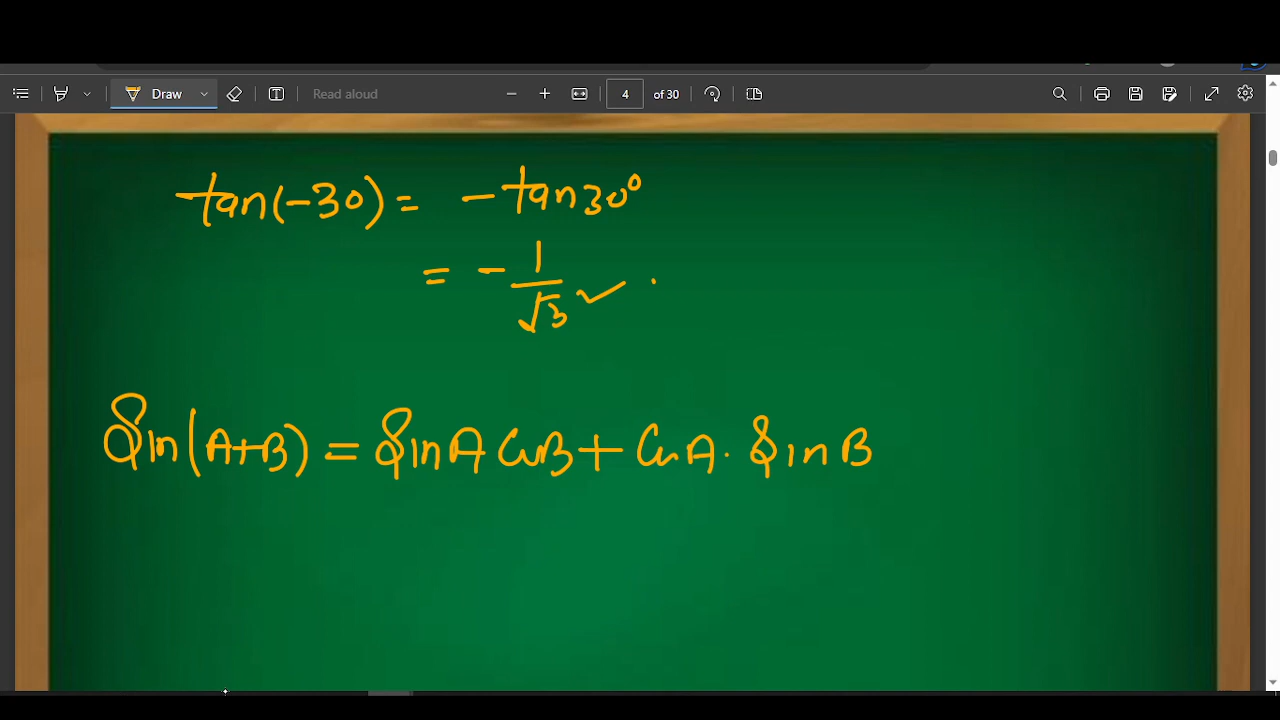 Draw Read aloud 4 of 30
tan(-30) = -tan30°
= -1/√3 ✓ .
Sin(A+B) = SinA CosB + CosA. SinB